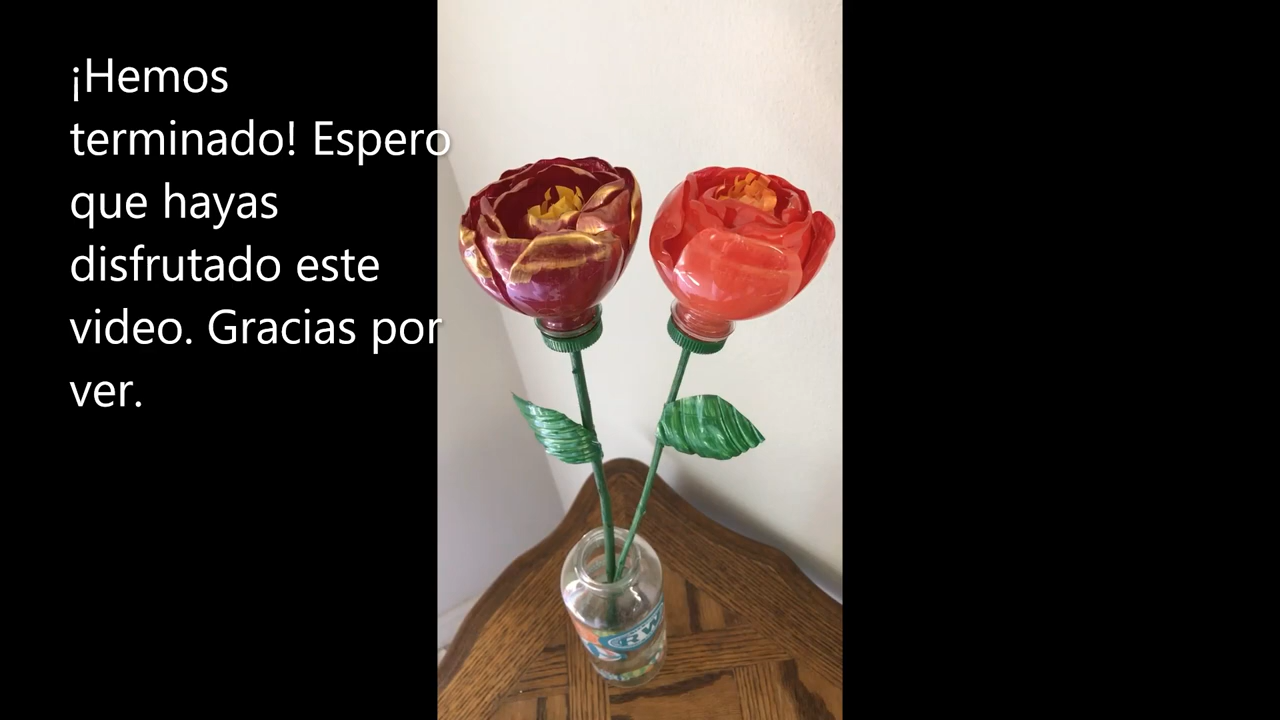 ¡Hemos
terminado! Espero
que hayas
disfrutado este
video. Gracias por
ver.